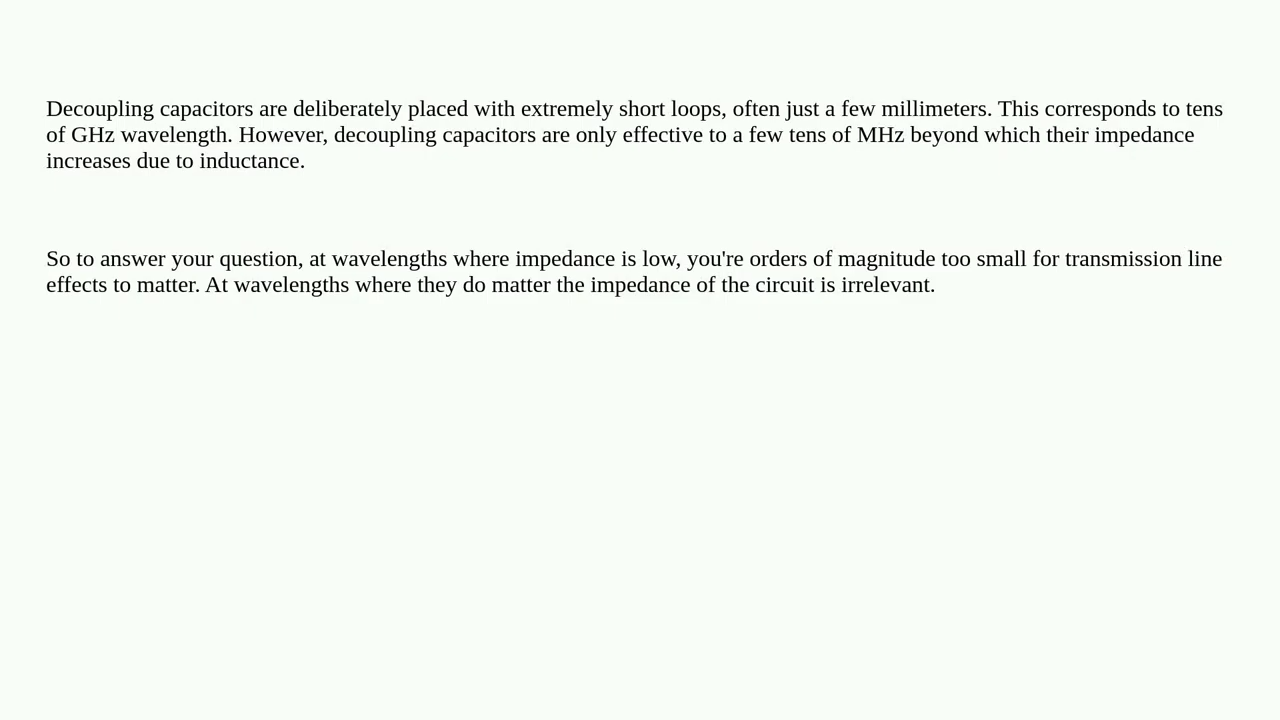 Decoupling capacitors are deliberately placed with extremely short loops, often just a few millimeters. This corresponds to tens
of GHz wavelength. However, decoupling capacitors are only effective to a few tens of MHz beyond which their impedance
increases due to inductance.
So to answer your question, at wavelengths where impedance is low, you're orders of magnitude too small for transmission line
effects to matter. At wavelengths where they do matter the impedance of the circuit is irrelevant.